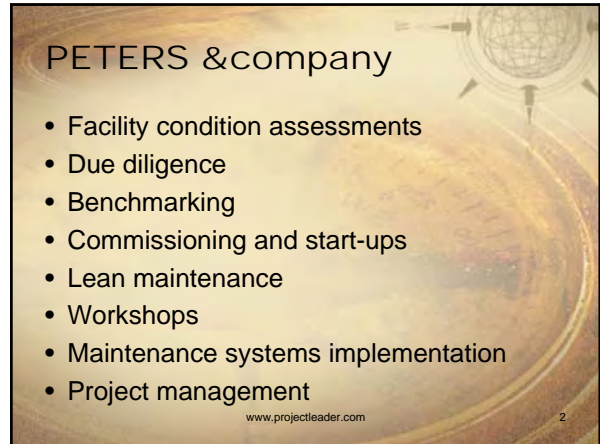 PETERS &company
• Facility condition assessments
• Due diligence
• Benchmarking
• Commissioning and start-ups
• Lean maintenance
• Workshops
• Maintenance systems implementation
• Project management
www.projectleader.com 2